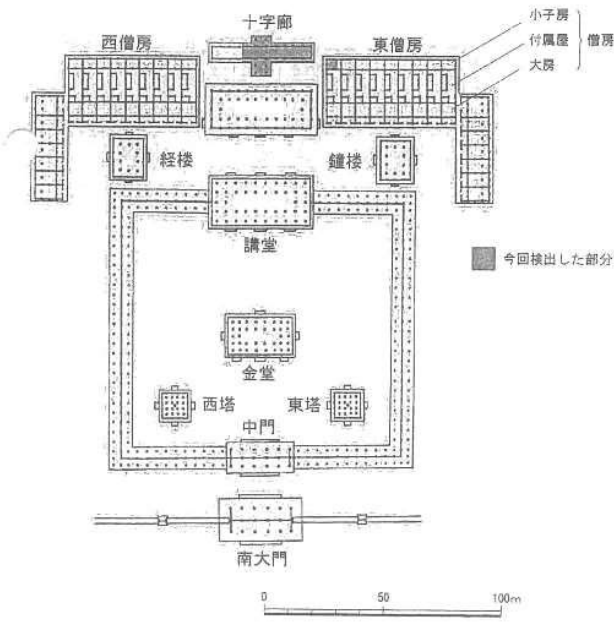 十字廊
西僧房
東僧房
小子房
付属屋
大房
僧房
経楼
鐘楼
講堂
今回検出した部分
金堂
西塔
東塔
中門
南大門
0 50 100m